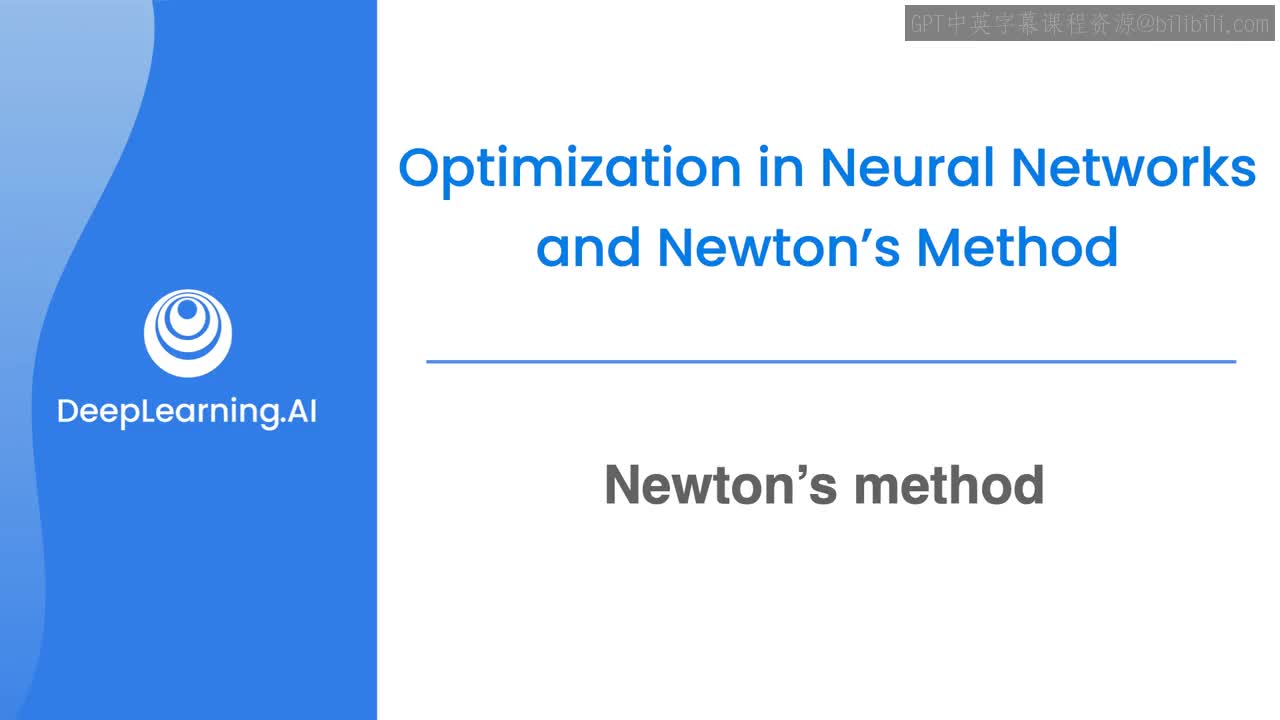 GPT中英字幕课程资源@bilibili.com
Optimization in Neural Networks
and Newton’s Method
DeepLearning.AI
Newton’s method